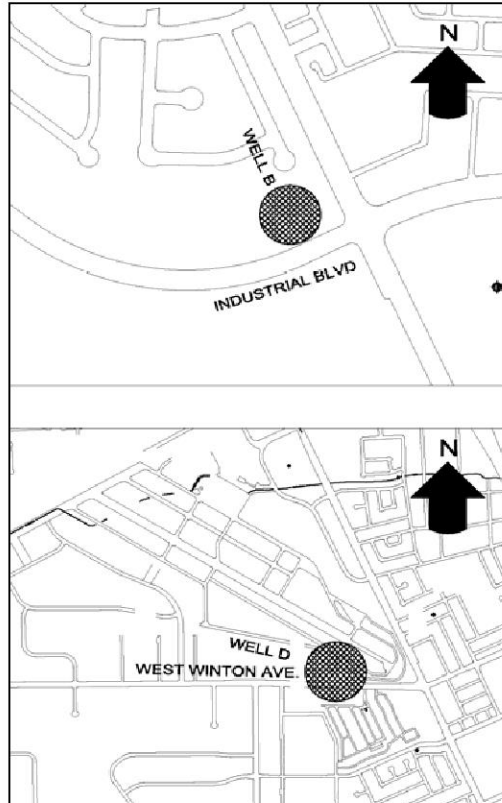 N
WELL B
INDUSTRIAL BLVD
N
WELL D
WEST WINTON AVE.